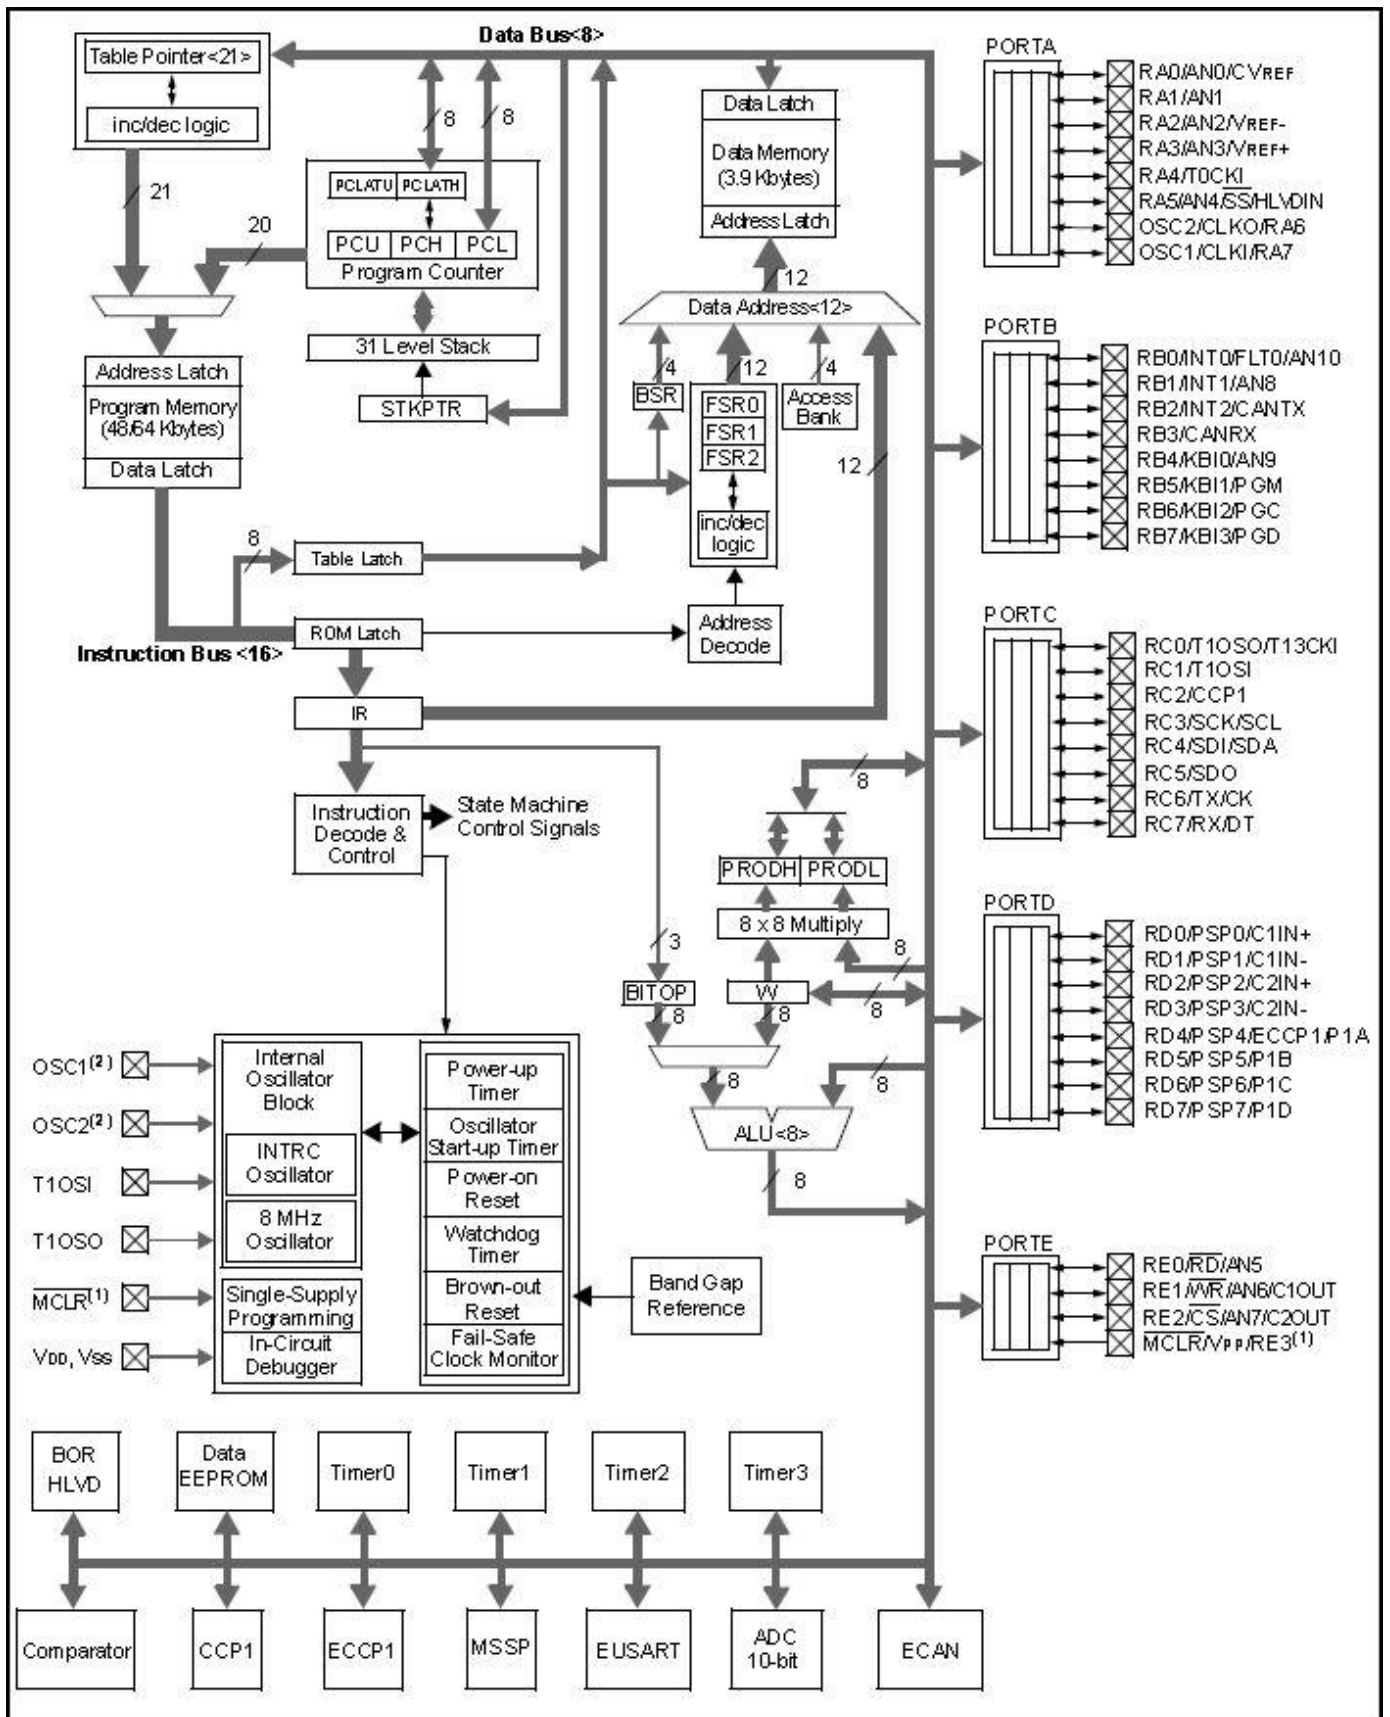 Data Bus<8>
Table Pointer<21>
inc/dec logic
21
20
8
8
PCLATU PCLATH
PCU PCH PCL
Program Counter
31 Level Stack
STKPTR
Address Latch
Program Memory
(48/64 Kbytes)
Data Latch
8
Table Latch
ROM Latch
Instruction Bus <16>
IR
Instruction
Decode &
Control
State Machine
Control Signals
Data Latch
Data Memory
(3.9 Kbytes)
Address Latch
12
Data Address<12>
4
12
4
BSR
FSR0
FSR1
FSR2
inc/dec
logic
Access
Bank
12
Address
Decode
8
PRODH PRODL
8 x 8 Multiply
3
8
BITOP
W
8
8
8
8
8
ALU<8>
8
OSC1(2)
OSC2(2)
T1OSI
T1OSO
MCLR(1)
VDD, VSS
Internal
Oscillator
Block
INTRC
Oscillator
8 MHz
Oscillator
Single-Supply
Programming
In-Circuit
Debugger
Power-up
Timer
Oscillator
Start-up Timer
Power-on
Reset
Watchdog
Timer
Brown-out
Reset
Fail-Safe
Clock Monitor
Band Gap
Reference
PORTA
RA0/AN0/CVREF
RA1/AN1
RA2/AN2/VREF-
RA3/AN3/VREF+
RA4/T0CKI
RA5/AN4/SS/HLVDIN
OSC2/CLKO/RA6
OSC1/CLKI/RA7
PORTB
RB0/INT0/FLT0/AN10
RB1/INT1/AN8
RB2/INT2/CANTX
RB3/CANRX
RB4/KBI0/AN9
RB5/KBI1/PGM
RB6/KBI2/PGC
RB7/KBI3/PGD
PORTC
RC0/T1OSO/T13CKI
RC1/T1OSI
RC2/CCP1
RC3/SCK/SCL
RC4/SDI/SDA
RC5/SDO
RC6/TX/CK
RC7/RX/DT
PORTD
RD0/PSP0/C1IN+
RD1/PSP1/C1IN-
RD2/PSP2/C2IN+
RD3/PSP3/C2IN-
RD4/PSP4/ECCP1/P1A
RD5/PSP5/P1B
RD6/PSP6/P1C
RD7/PSP7/P1D
PORTE
RE0/RD/AN5
RE1/WR/AN6/C1OUT
RE2/CS/AN7/C2OUT
MCLR/VPP/RE3(1)
BOR
HLVD
Data
EEPROM
Timer0
Timer1
Timer2
Timer3
Comparator
CCP1
ECCP1
MSSP
EUSART
ADC
10-bit
ECAN